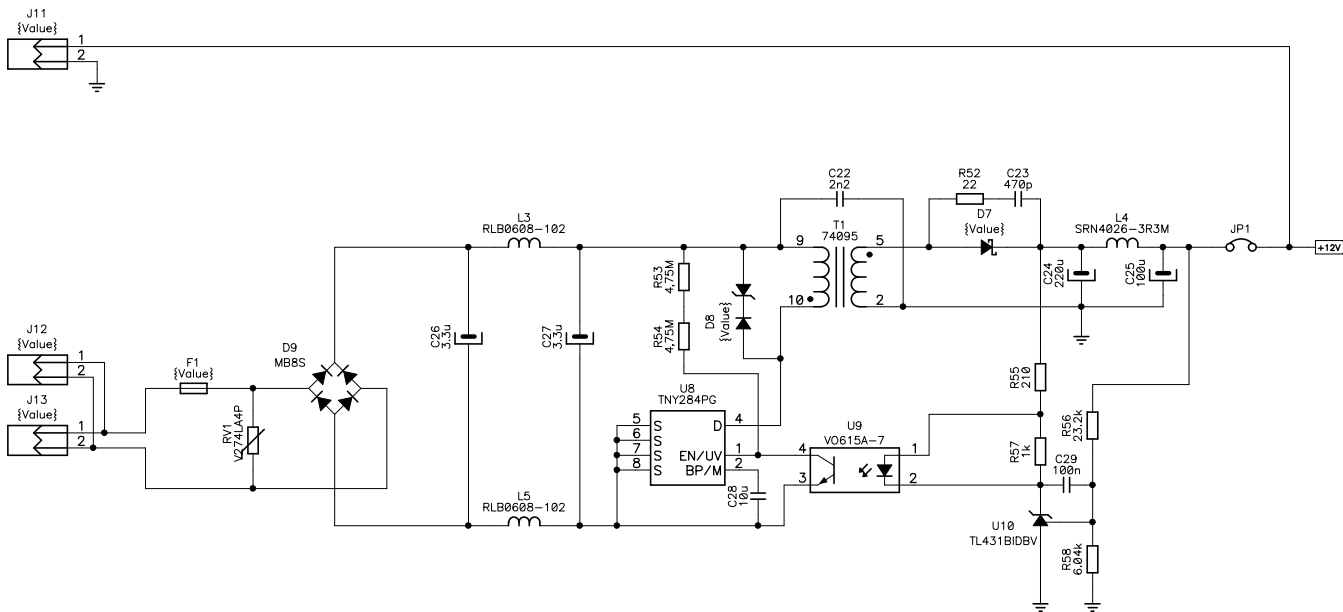 J11
{Value}
1
2
C22
2n2
R52
22
C23
470p
L3
RLB0608-102
T1
74095
D7
{Value}
L4
SRN4026-3R3M
JP1
9
5
+12V
R53
4,75M
C24
220u
C25
100u
10
2
D8
{Value}
J12
{Value}
C26
3.3u
C27
3.3u
R54
4,75M
D9
MB8S
1
2
F1
{Value}
R55
210
U8
TNY284PG
J13
{Value}
1
2
RV1
V274LA4P
5
S
D
4
6
S
7
S
EN/UV
1
8
S
BP/M
2
U9
VO615A-7
R56
23.2k
4
1
R57
1k
3
2
C29
100n
C28
10u
L5
RLB0608-102
U10
TL431BIDBV
R58
6.04k